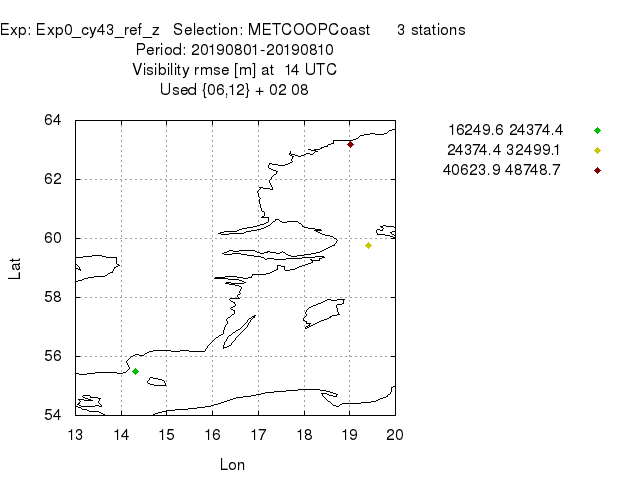 Exp: Exp0_cy43_ref_z Selection: METCOOPCoast 3 stations
Period: 20190801-20190810
Visibility rmse [m] at 14 UTC
Used {06,12} + 02 08
16249.6 24374.4
24374.4 32499.1
40623.9 48748.7
64
62
60
58
56
54
Lat
13 14 15 16 17 18 19 20
Lon